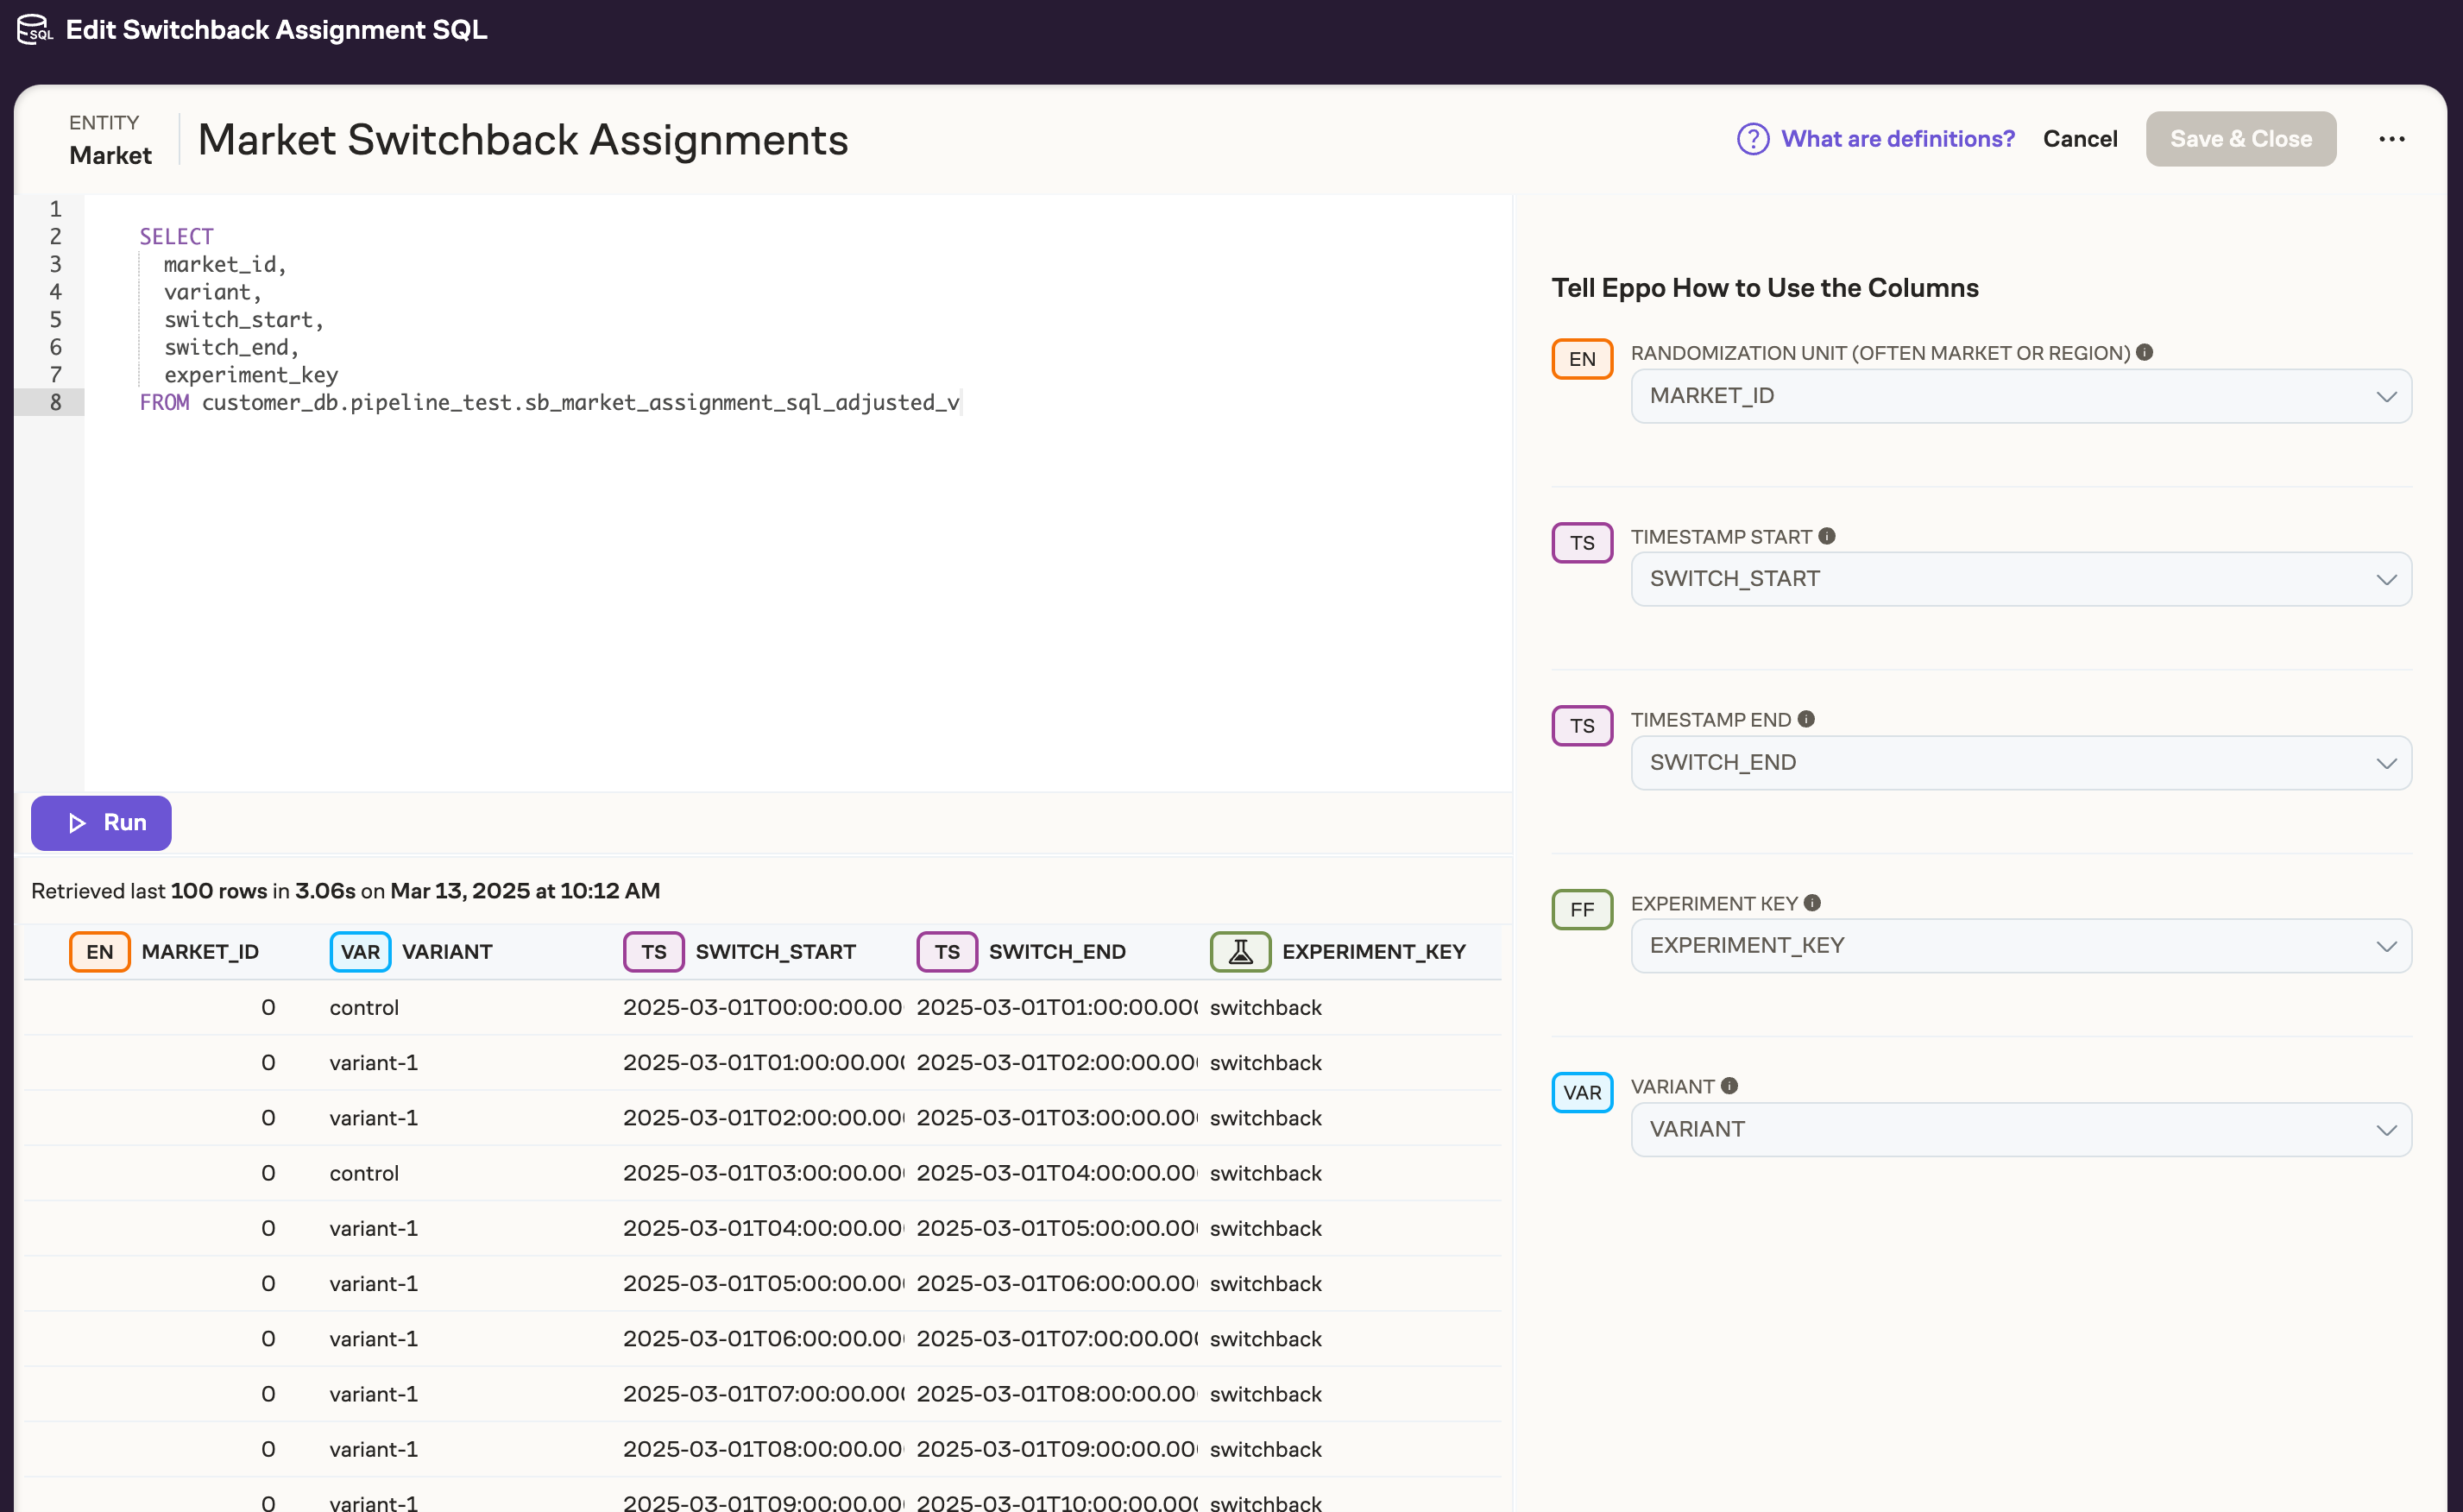 SQL Edit Switchback Assignment SQL
ENTITY
Market
Market Switchback Assignments
? What are definitions? Cancel Save & Close ...
1
2 SELECT
3 market_id,
4 variant,
5 switch_start,
6 switch_end,
7 experiment_key
8 FROM customer_db.pipeline_test.sb_market_assignment_sql_adjusted_v
Run
Retrieved last 100 rows in 3.06s on Mar 13, 2025 at 10:12 AM
EN MARKET_ID VAR VARIANT TS SWITCH_START TS SWITCH_END EXPERIMENT_KEY
0 control 2025-03-01T00:00:00.00 2025-03-01T01:00:00.00 switchback
0 variant-1 2025-03-01T01:00:00.00 2025-03-01T02:00:00.00 switchback
0 variant-1 2025-03-01T02:00:00.00 2025-03-01T03:00:00.00 switchback
0 control 2025-03-01T03:00:00.00 2025-03-01T04:00:00.00 switchback
0 variant-1 2025-03-01T04:00:00.00 2025-03-01T05:00:00.00 switchback
0 variant-1 2025-03-01T05:00:00.00 2025-03-01T06:00:00.00 switchback
0 variant-1 2025-03-01T06:00:00.00 2025-03-01T07:00:00.00 switchback
0 variant-1 2025-03-01T07:00:00.00 2025-03-01T08:00:00.00 switchback
0 variant-1 2025-03-01T08:00:00.00 2025-03-01T09:00:00.00 switchback
0 variant-1 2025-03-01T09:00:00.00 2025-03-01T10:00:00.00 switchback
Tell Eppo How to Use the Columns
EN RANDOMIZATION UNIT (OFTEN MARKET OR REGION) i
MARKET_ID
TS TIMESTAMP START i
SWITCH_START
TS TIMESTAMP END i
SWITCH_END
FF EXPERIMENT KEY i
EXPERIMENT_KEY
VAR VARIANT i
VARIANT